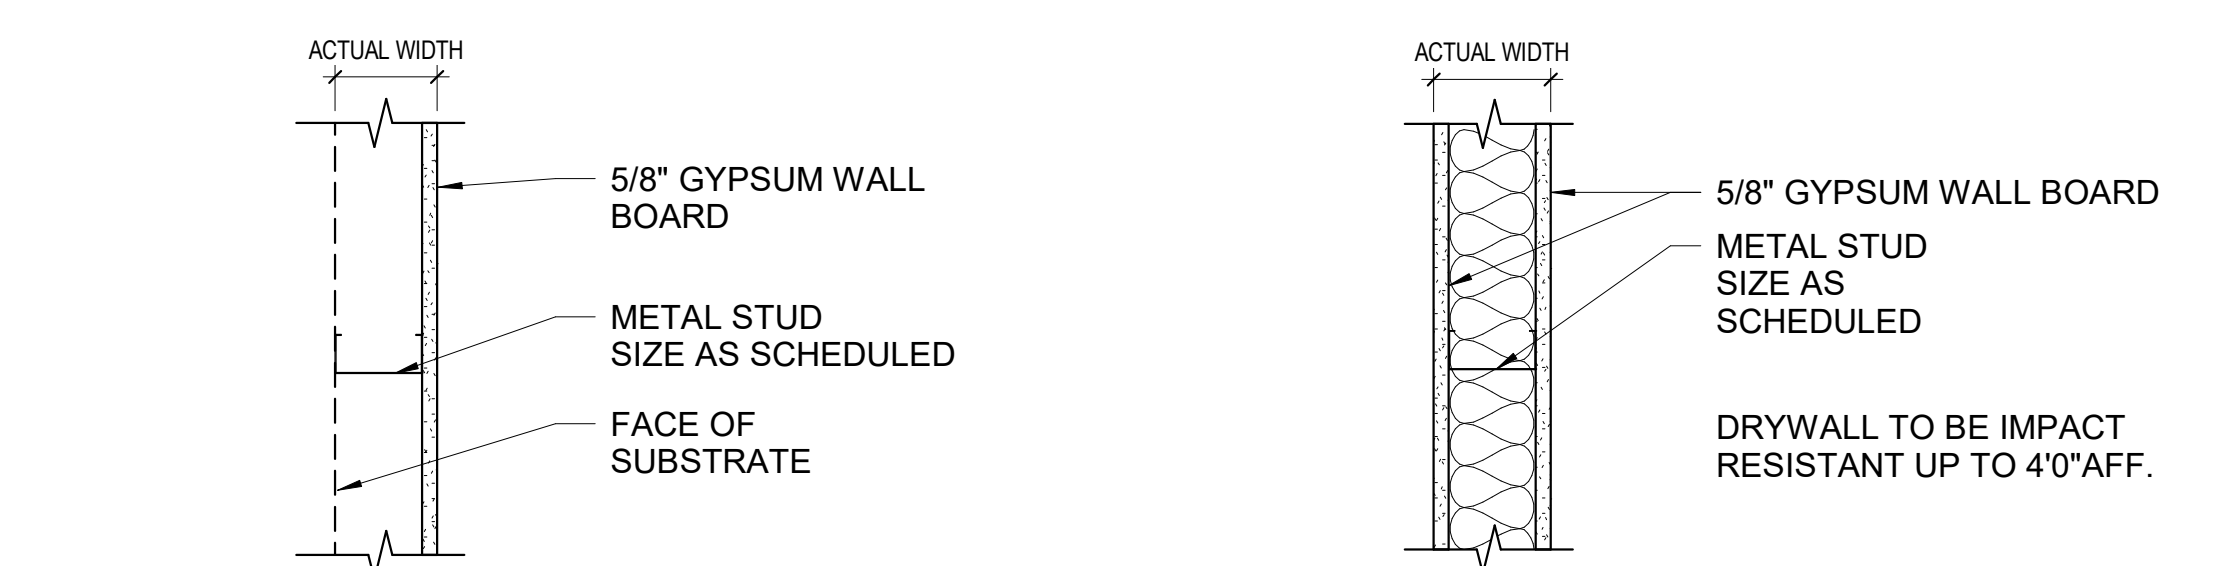 ACTUAL WIDTH
5/8" GYPSUM WALL
BOARD
METAL STUD
SIZE AS SCHEDULED
FACE OF
SUBSTRATE
ACTUAL WIDTH
5/8" GYPSUM WALL BOARD
METAL STUD
SIZE AS
SCHEDULED
DRYWALL TO BE IMPACT
RESISTANT UP TO 4'0"AFF.